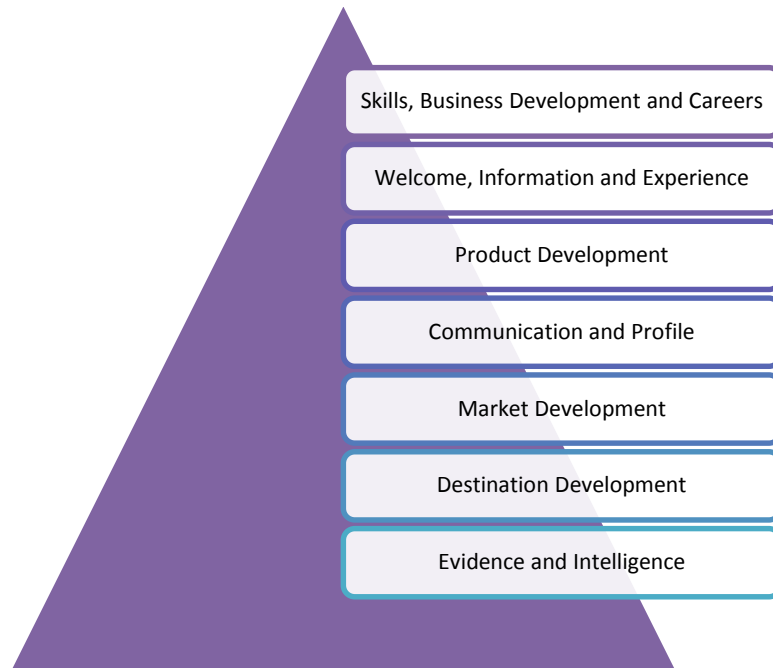 Skills, Business Development and Careers
Welcome, Information and Experience
Product Development
Communication and Profile
Market Development
Destination Development
Evidence and Intelligence